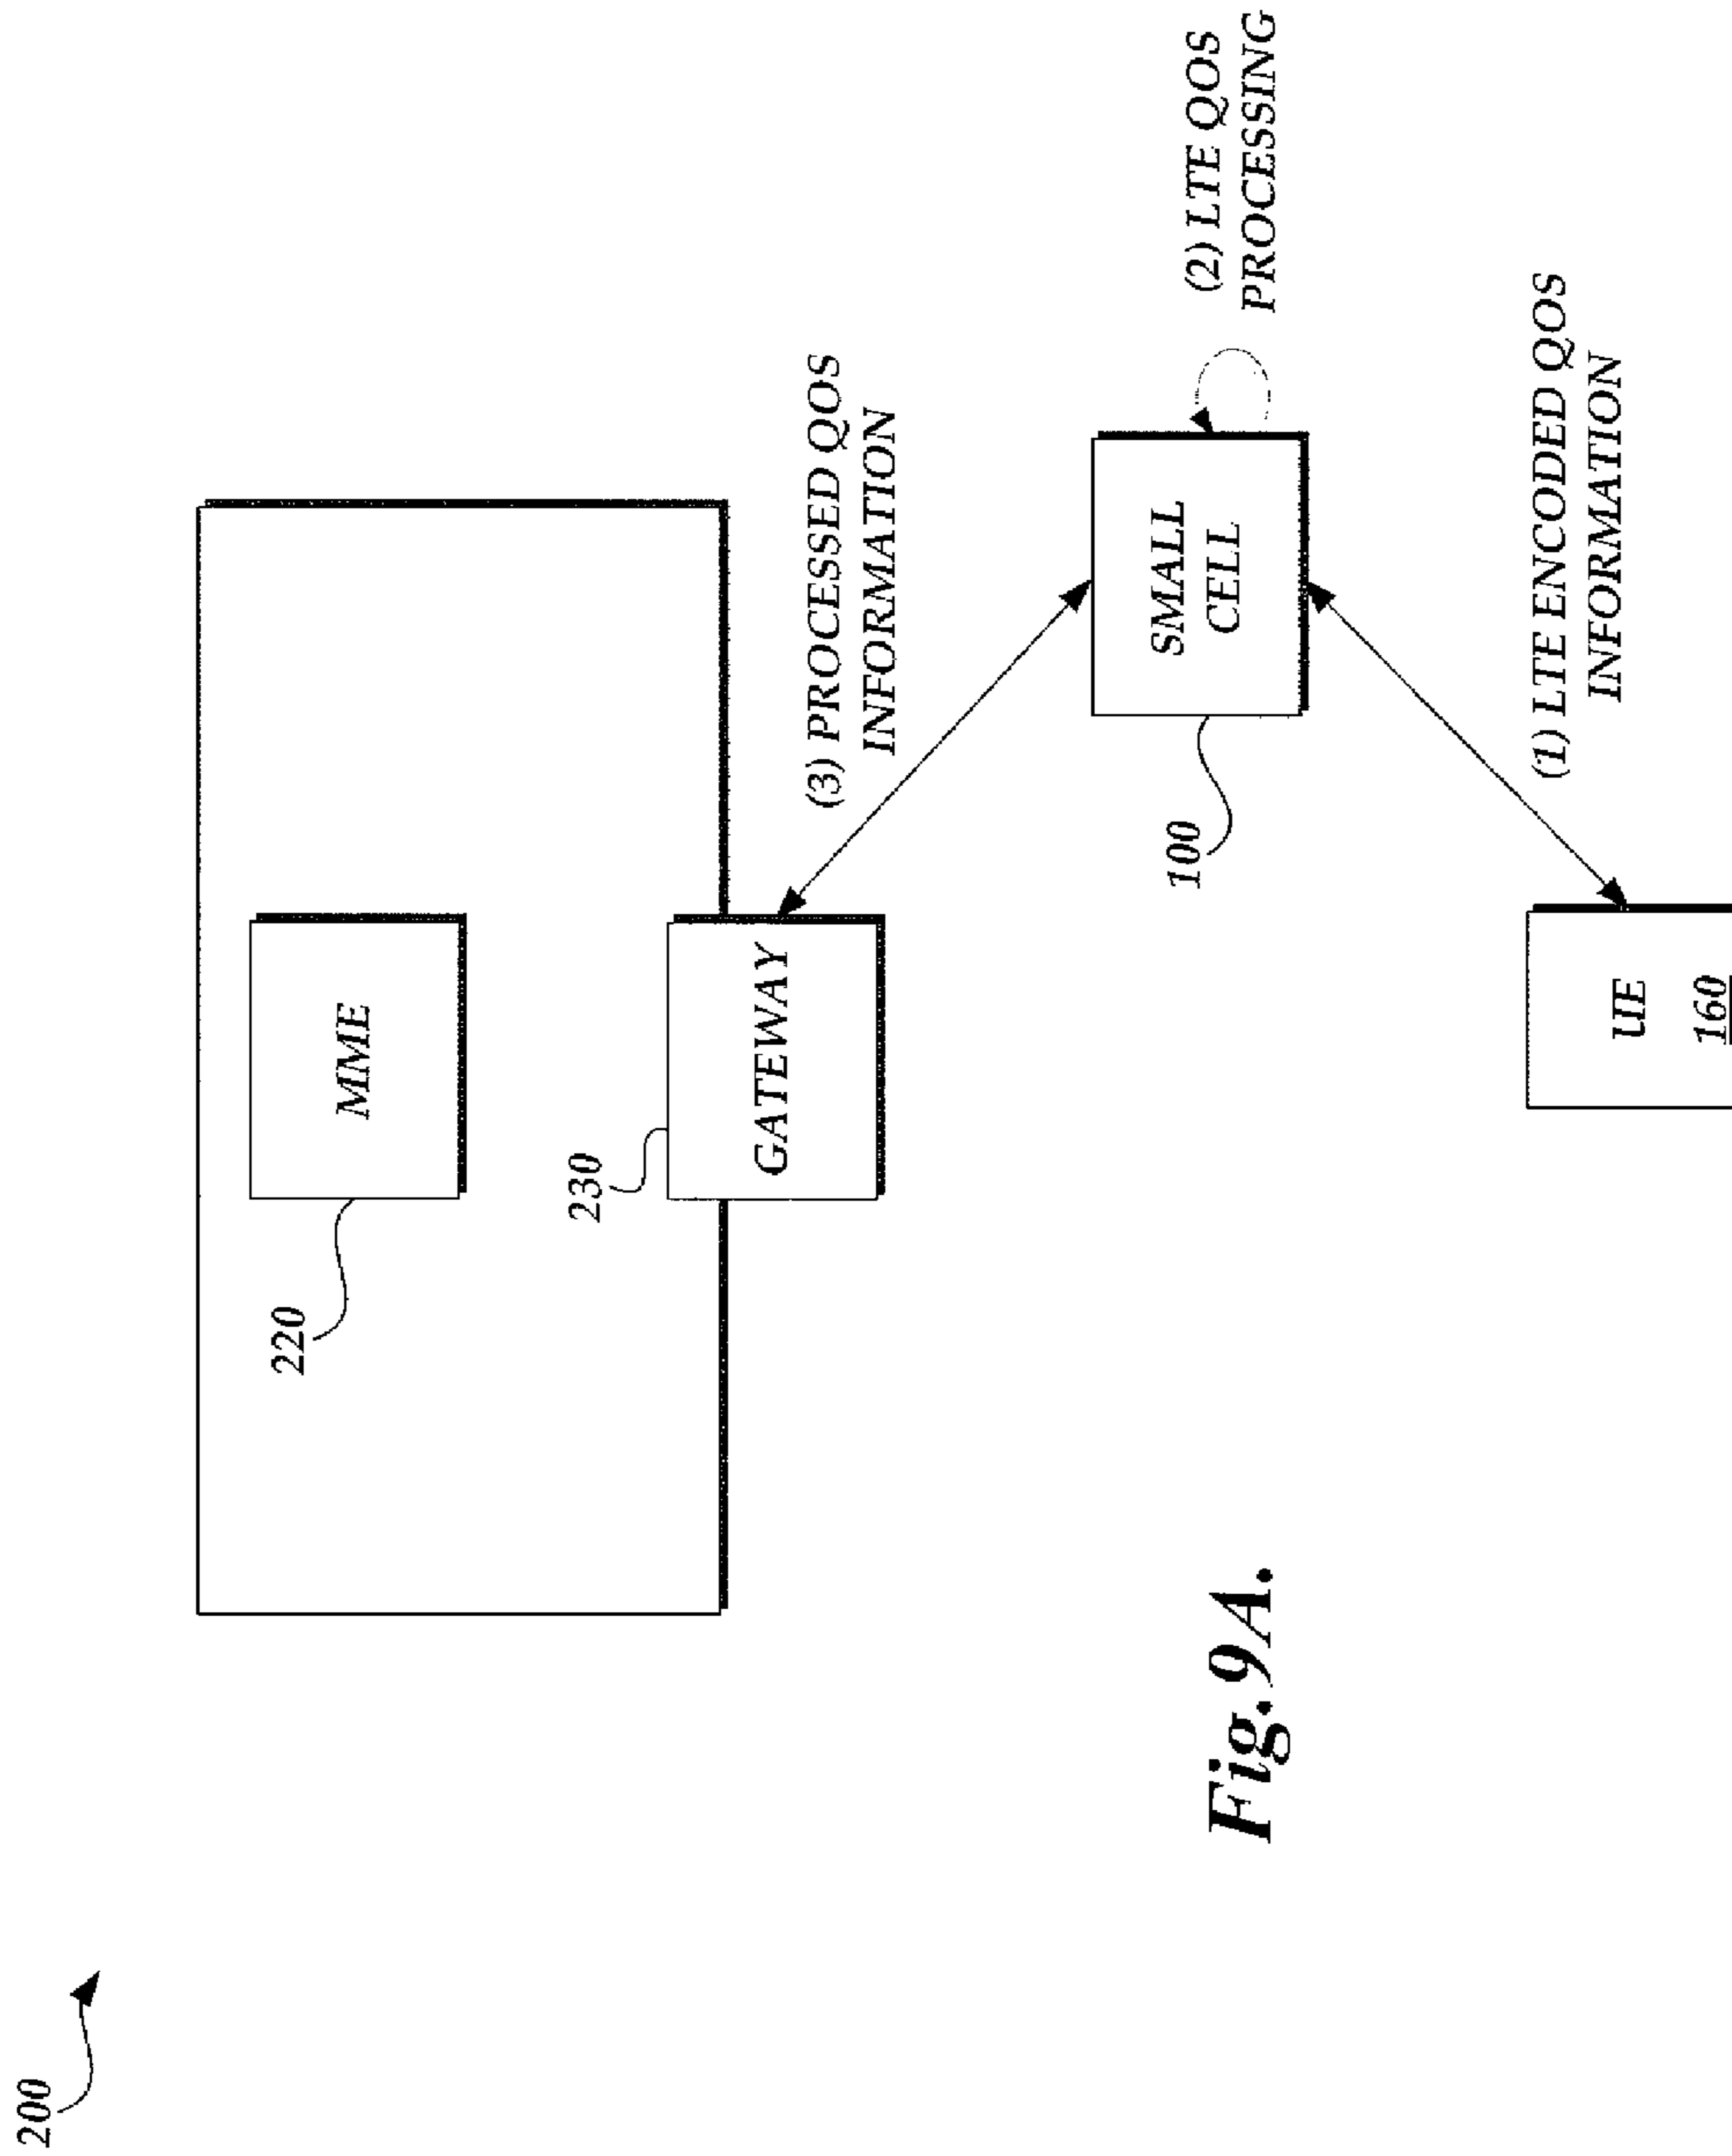 200
220
MME
230
GATEWAY
(3) PROCESSED QOS
INFORMATION
100
SMALL
CELL
(2) LTE QOS
PROCESSING
(1) LTE ENCODED QOS
INFORMATION
UE
160
Fig.9A.